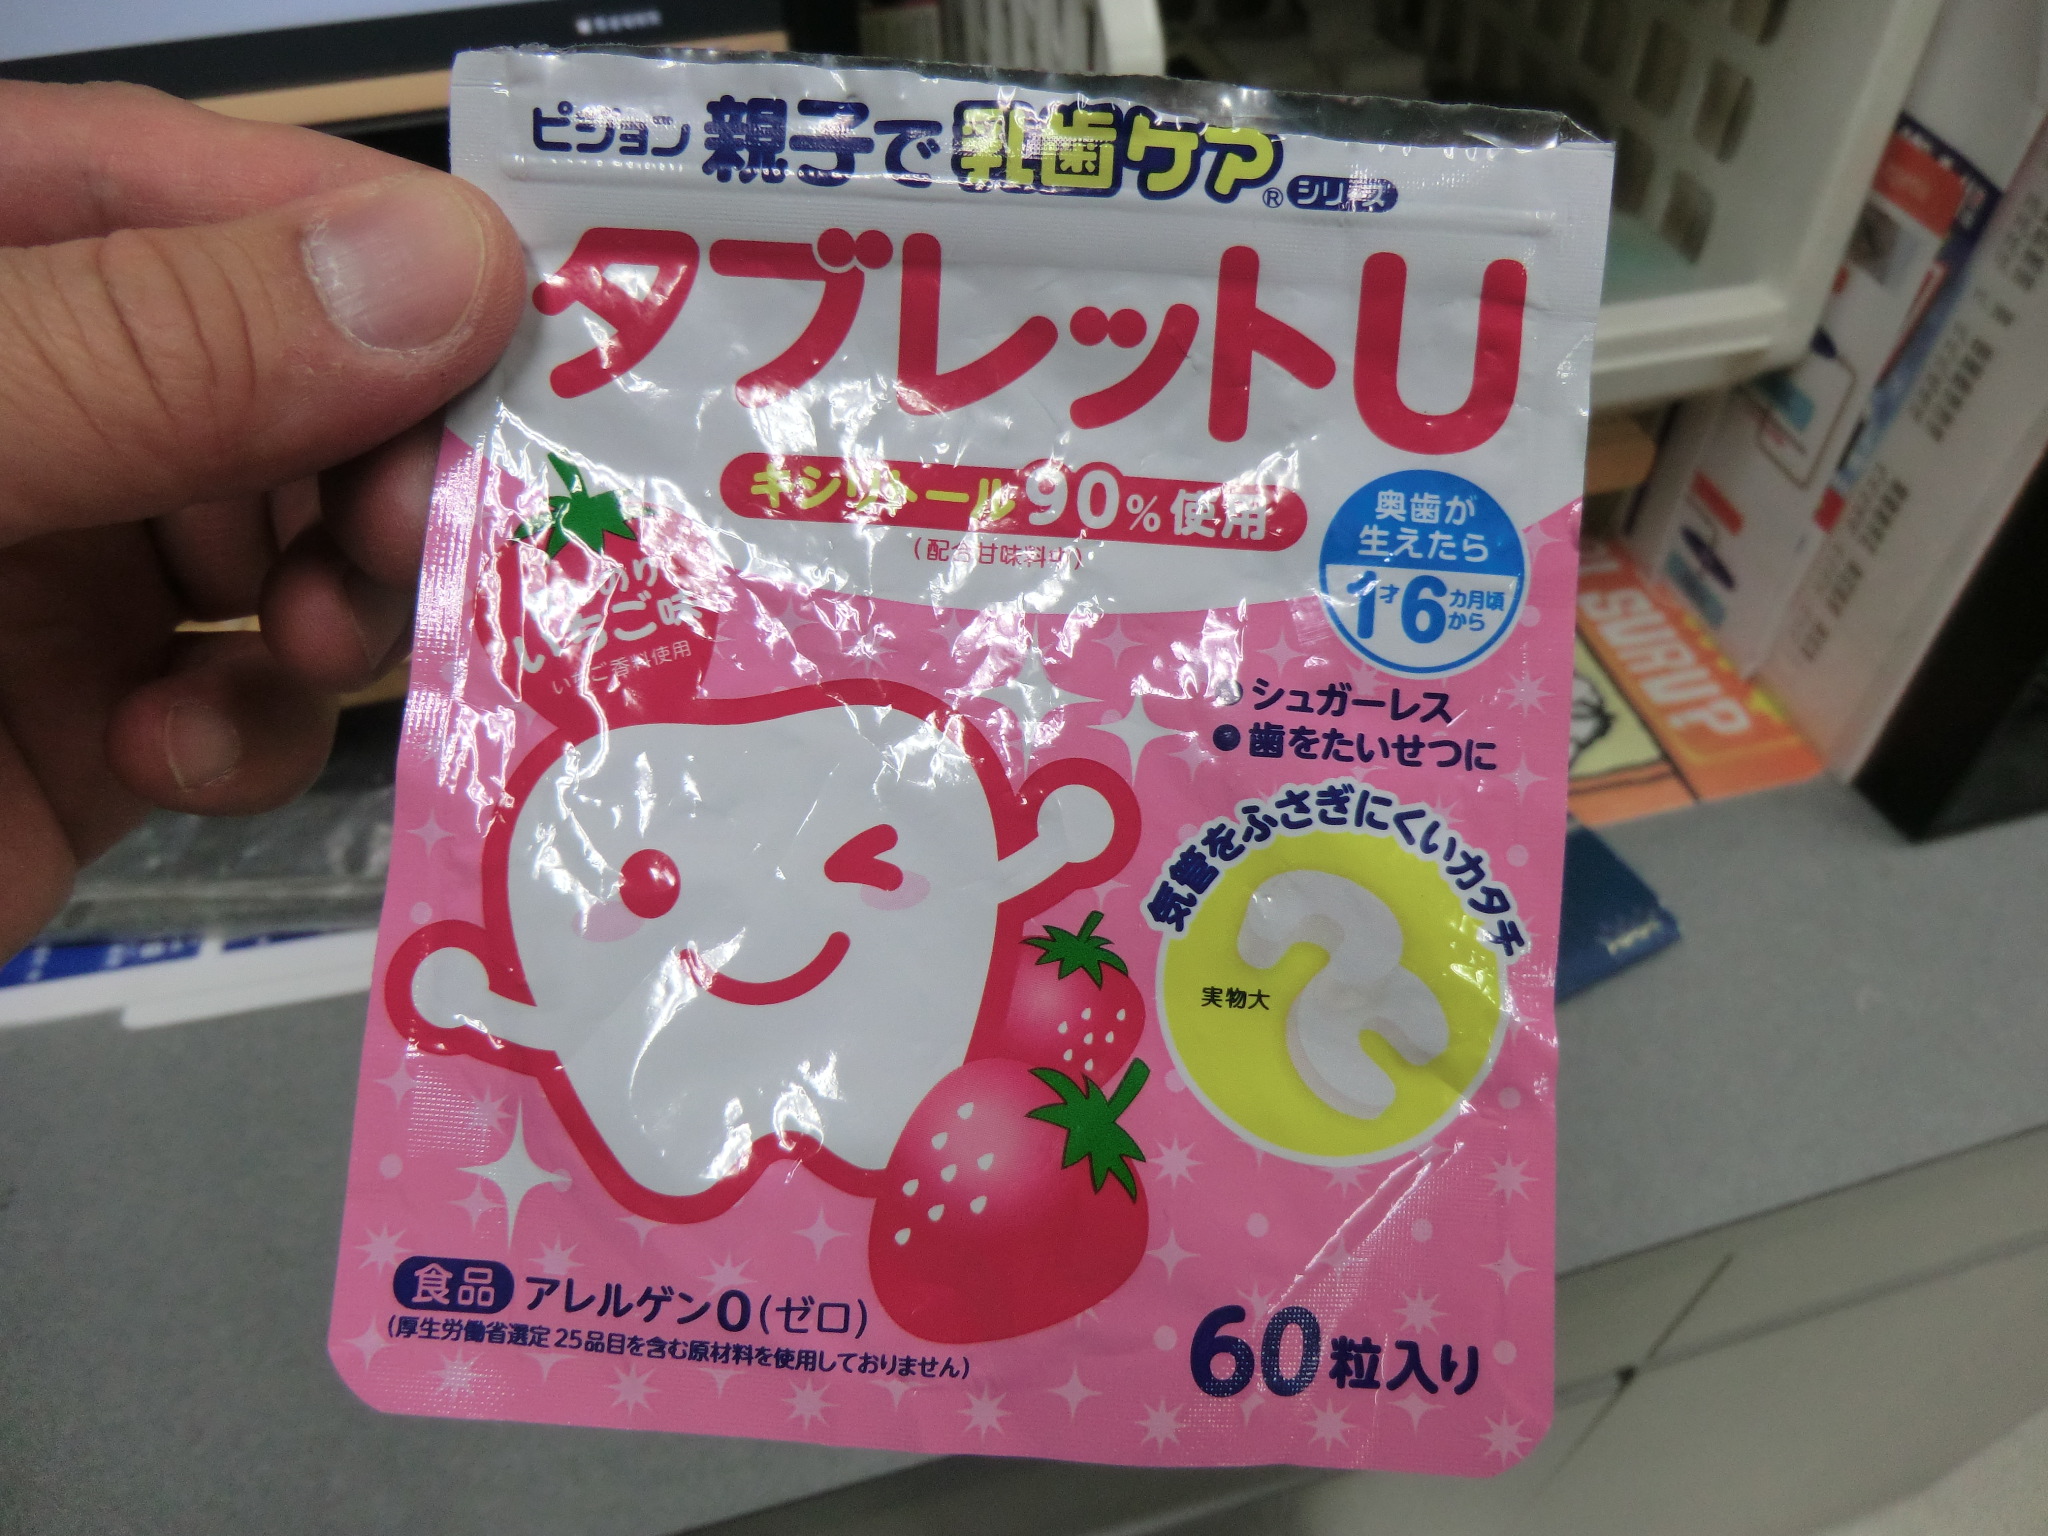 ピジョン 親子で乳歯ケア® シリーズ
タブレットU
キシリトール90%使用
(配合甘味料中)
奥歯が
生えたら
1才6カ月頃
から
いちご味
いちご香料使用
シュガーレス
●歯をたいせつに
気管をふさぎにくいカタチ
実物大
食品 アレルゲン0(ゼロ)
(厚生労働省選定25品目を含む原材料を使用しておりません)
60粒入り
SURU?